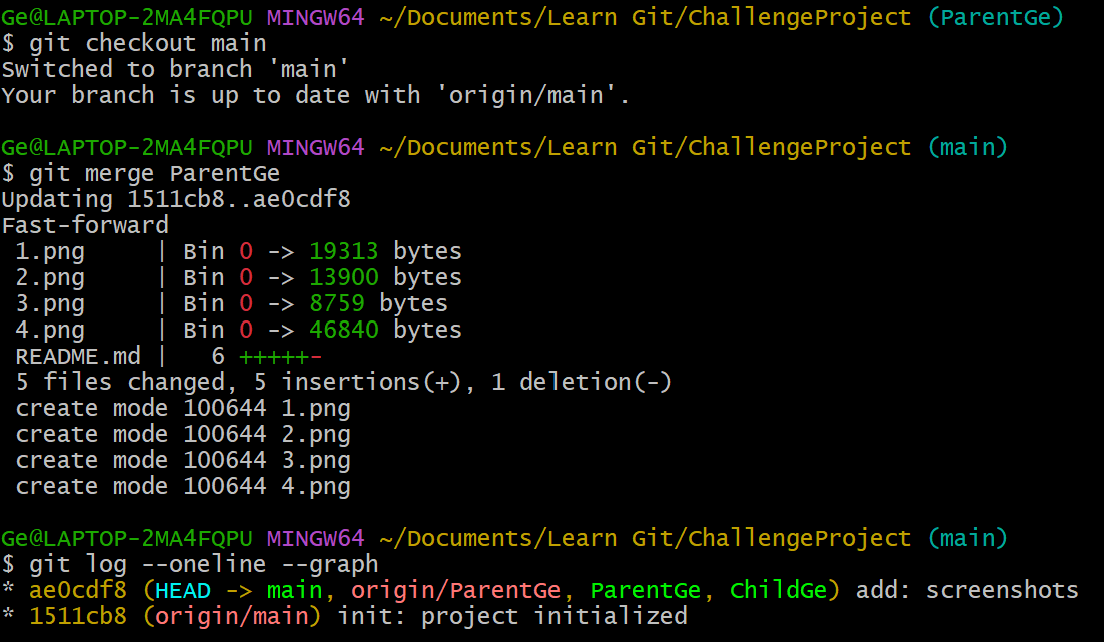 Ge@LAPTOP-2MA4FQPU MINGW64 ~/Documents/Learn Git/ChallengeProject (ParentGe)
$ git checkout main
Switched to branch 'main'
Your branch is up to date with 'origin/main'.

Ge@LAPTOP-2MA4FQPU MINGW64 ~/Documents/Learn Git/ChallengeProject (main)
$ git merge ParentGe
Updating 1511cb8..ae0cdf8
Fast-forward
 1.png     | Bin 0 -> 19313 bytes
 2.png     | Bin 0 -> 13900 bytes
 3.png     | Bin 0 -> 8759 bytes
 4.png     | Bin 0 -> 46840 bytes
 README.md |   6 +++++-
 5 files changed, 5 insertions(+), 1 deletion(-)
 create mode 100644 1.png
 create mode 100644 2.png
 create mode 100644 3.png
 create mode 100644 4.png

Ge@LAPTOP-2MA4FQPU MINGW64 ~/Documents/Learn Git/ChallengeProject (main)
$ git log --oneline --graph
* ae0cdf8 (HEAD -> main, origin/ParentGe, ParentGe, ChildGe) add: screenshots
* 1511cb8 (origin/main) init: project initialized